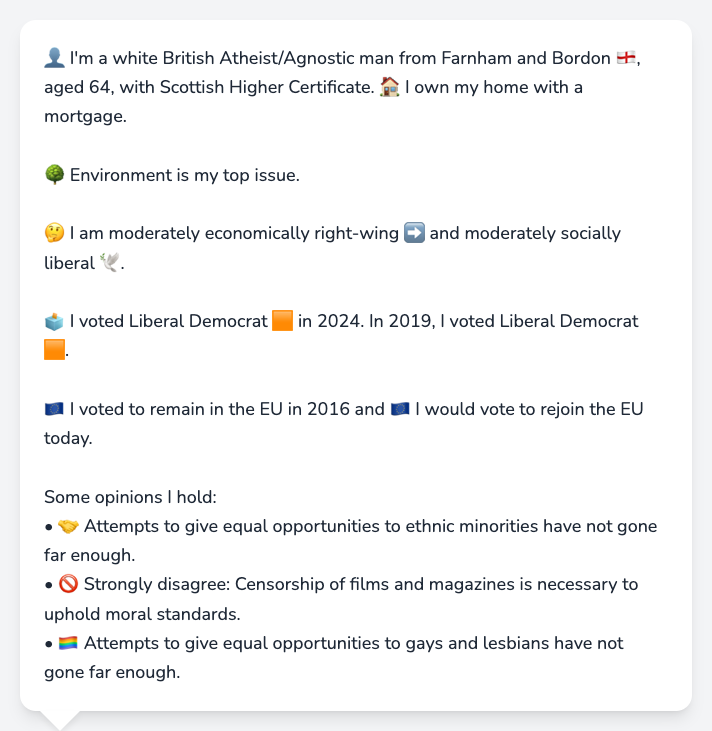 👤 I'm a white British Atheist/Agnostic man from Farnham and Bordon 🏴󠁧󠁢󠁥󠁮󠁧󠁿,
aged 64, with Scottish Higher Certificate. 🏠 I own my home with a
mortgage.
🌳 Environment is my top issue.
🤔 I am moderately economically right-wing ➡️ and moderately socially
liberal 🕊️.
🗳️ I voted Liberal Democrat 🟧 in 2024. In 2019, I voted Liberal Democrat
🟧.
🇪🇺 I voted to remain in the EU in 2016 and 🇪🇺 I would vote to rejoin the EU
today.
Some opinions I hold:
• 🤝 Attempts to give equal opportunities to ethnic minorities have not gone
far enough.
• 🚫 Strongly disagree: Censorship of films and magazines is necessary to
uphold moral standards.
• 🏳️‍🌈 Attempts to give equal opportunities to gays and lesbians have not
gone far enough.